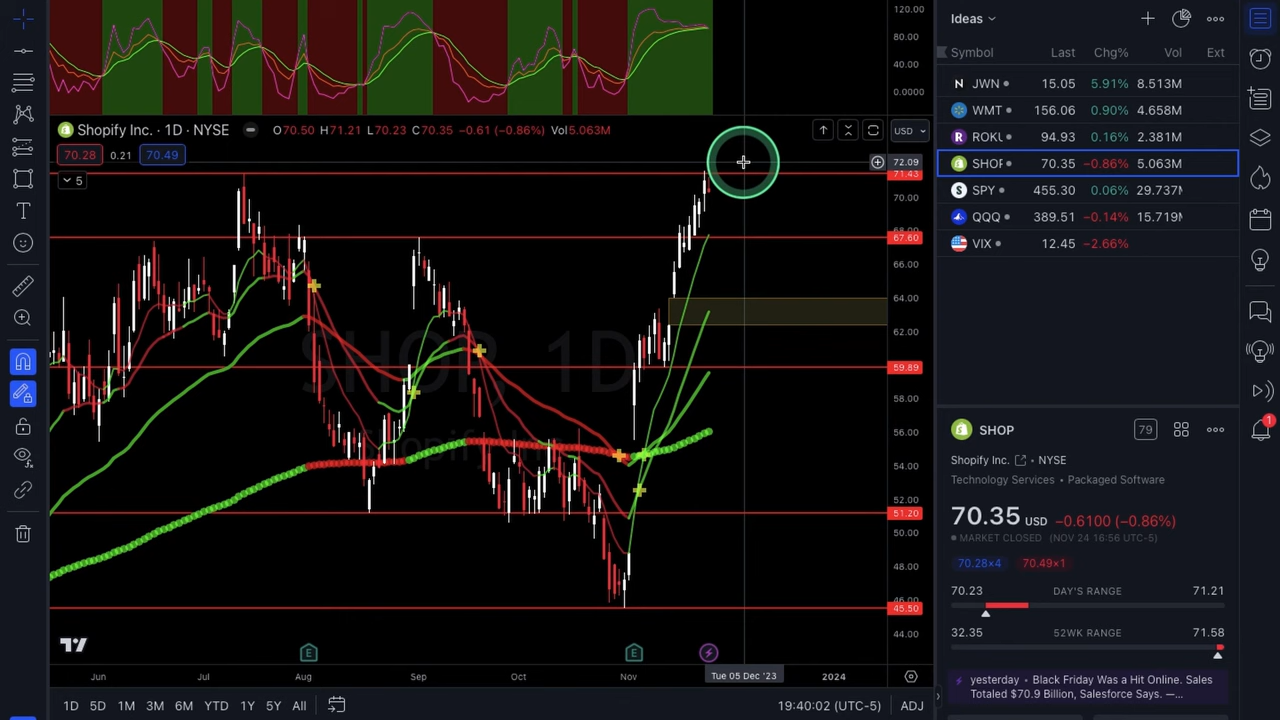 120.00
80.00
40.00
0.0000
Shopify Inc. · 1D · NYSE O70.50 H71.21 L70.23 C70.35 −0.61 (−0.86%) Vol5.063M
USD
70.28 0.21 70.49
5
72.09
71.43
70.00
68.00
67.60
66.00
64.00
62.00
59.89
58.00
56.00
54.00
52.00
51.20
50.00
48.00
46.00
45.50
44.00
SHOP, 1D
Shopify Inc.
E
E
Jun Jul Aug Sep Oct Nov Tue 05 Dec '23 2024
1D 5D 1M 3M 6M YTD 1Y 5Y All 19:40:02 (UTC-5) ADJ
Ideas
Symbol Last Chg% Vol Ext
N JWN 15.05 5.91% 8.513M
WMT 156.06 0.90% 4.658M
R ROKU 94.93 0.16% 2.381M
SHOP 70.35 −0.86% 5.063M
S SPY 455.30 0.06% 29.737M
QQQ 389.51 −0.14% 15.719M
VIX 12.45 −2.66%
SHOP 79
Shopify Inc. • NYSE
Technology Services • Packaged Software
70.35 USD −0.6100 (−0.86%)
MARKET CLOSED (NOV 24 16:56 UTC-5)
70.28×4 70.49×1
70.23 DAY'S RANGE 71.21
32.35 52WK RANGE 71.58
yesterday • Black Friday Was a Hit Online. Sales
Totaled $70.9 Billion, Salesforce Says. —...
T
1